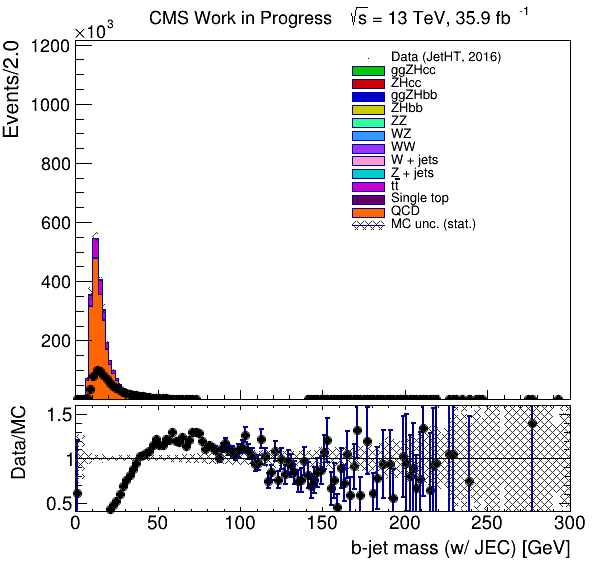 CMS Work in Progress √s = 13 TeV, 35.9 fb -1
×10³
Events/2.0
1200
1000
800
600
400
200
Data (JetHT, 2016)
ggZHcc
ZHcc
ggZHbb
ZHbb
ZZ
WZ
WW
W + jets
Z + jets
tt̅
Single top
QCD
MC unc. (stat.)
Data/MC
1.5
1
0.5
0 50 100 150 200 250 300
b-jet mass (w/ JEC) [GeV]